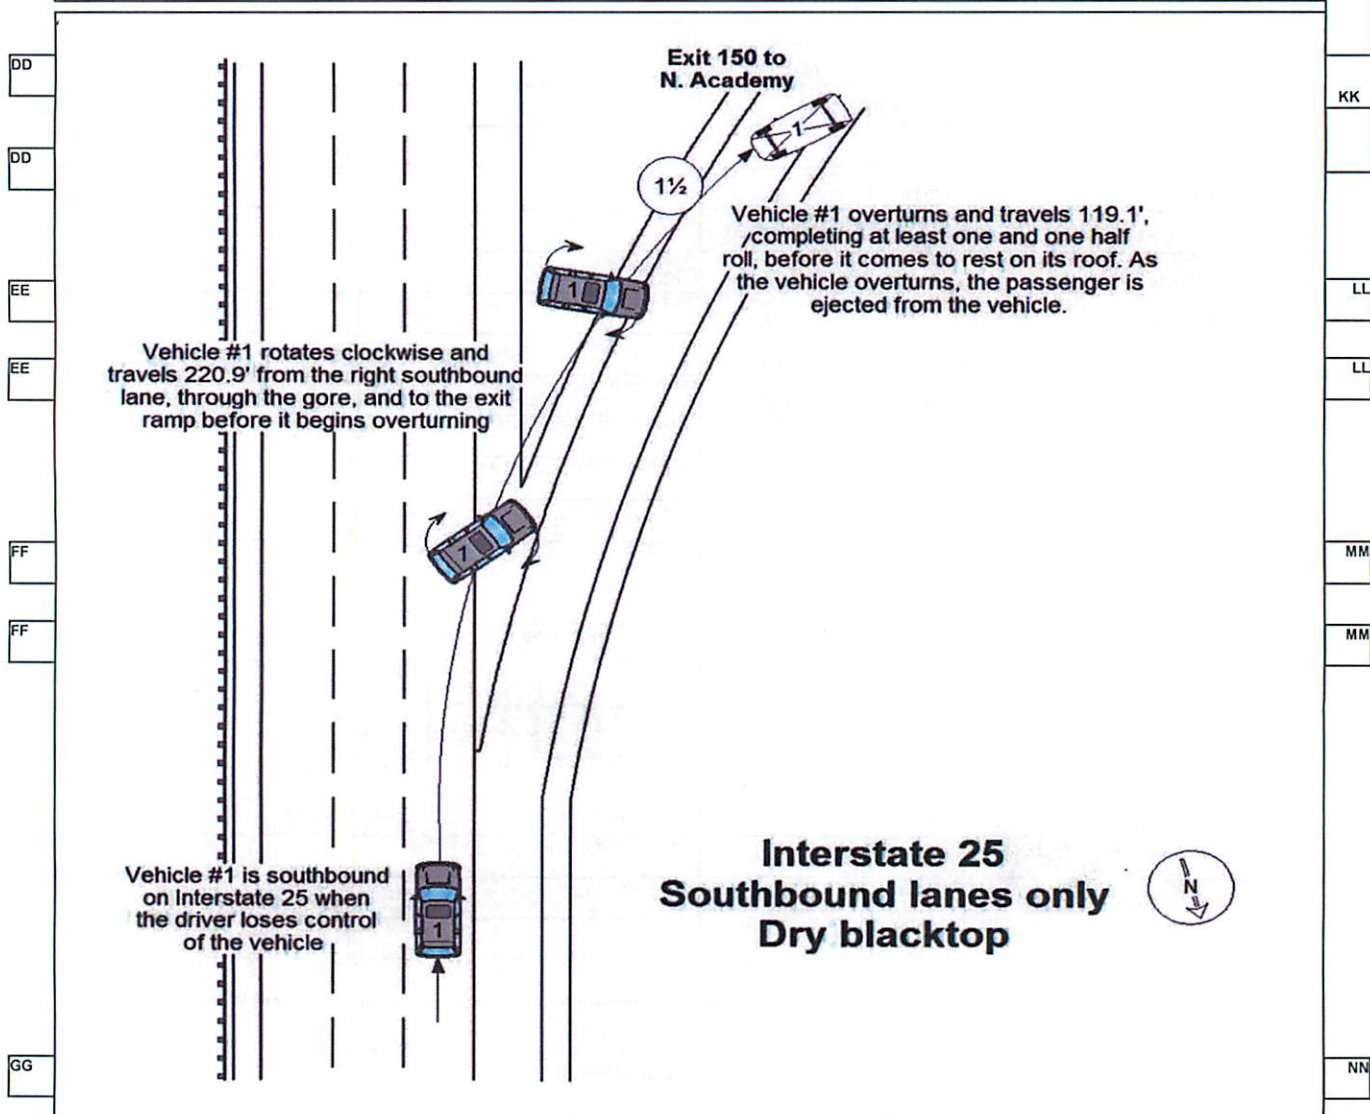 Exit 150 to
N. Academy
DD
KK
DD
1
1½
Vehicle #1 overturns and travels 119.1',
completing at least one and one half
roll, before it comes to rest on its roof. As
the vehicle overturns, the passenger is
ejected from the vehicle.
1
EE
LL
Vehicle #1 rotates clockwise and
travels 220.9' from the right southbound
lane, through the gore, and to the exit
ramp before it begins overturning
EE
LL
1
FF
MM
FF
MM
Vehicle #1 is southbound
on Interstate 25 when
the driver loses control
of the vehicle
1
Interstate 25
Southbound lanes only
Dry blacktop
N
GG
NN